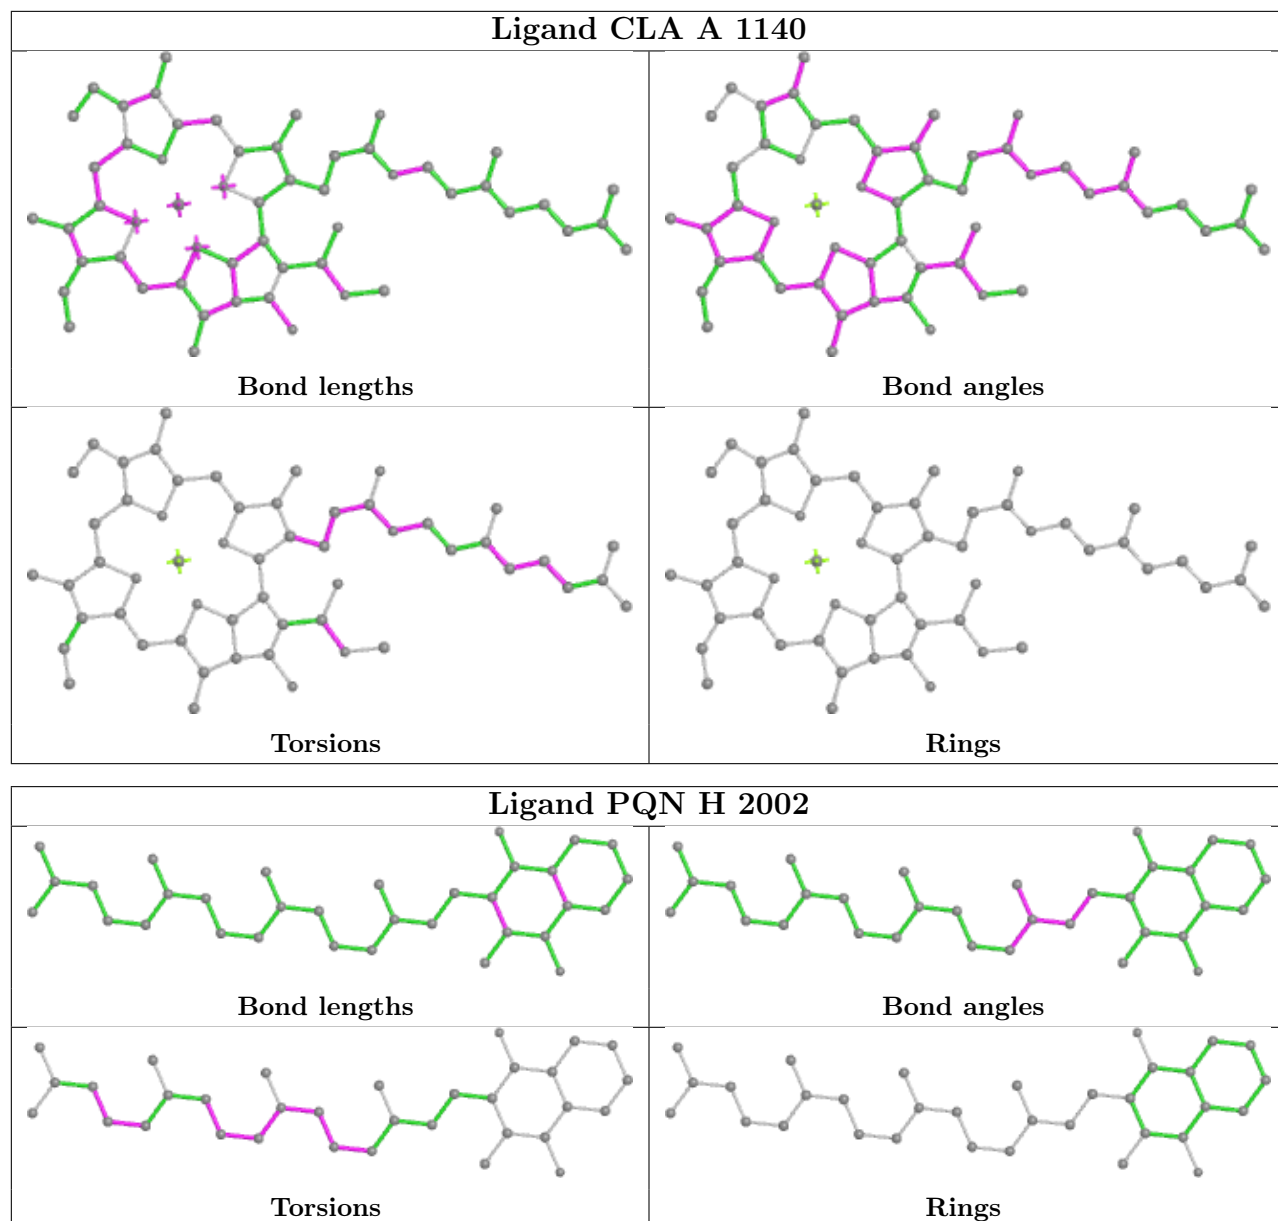 Ligand CLA A 1140
Bond lengths
Bond angles
Torsions
Rings
Ligand PQN H 2002
Bond lengths
Bond angles
Torsions
Rings